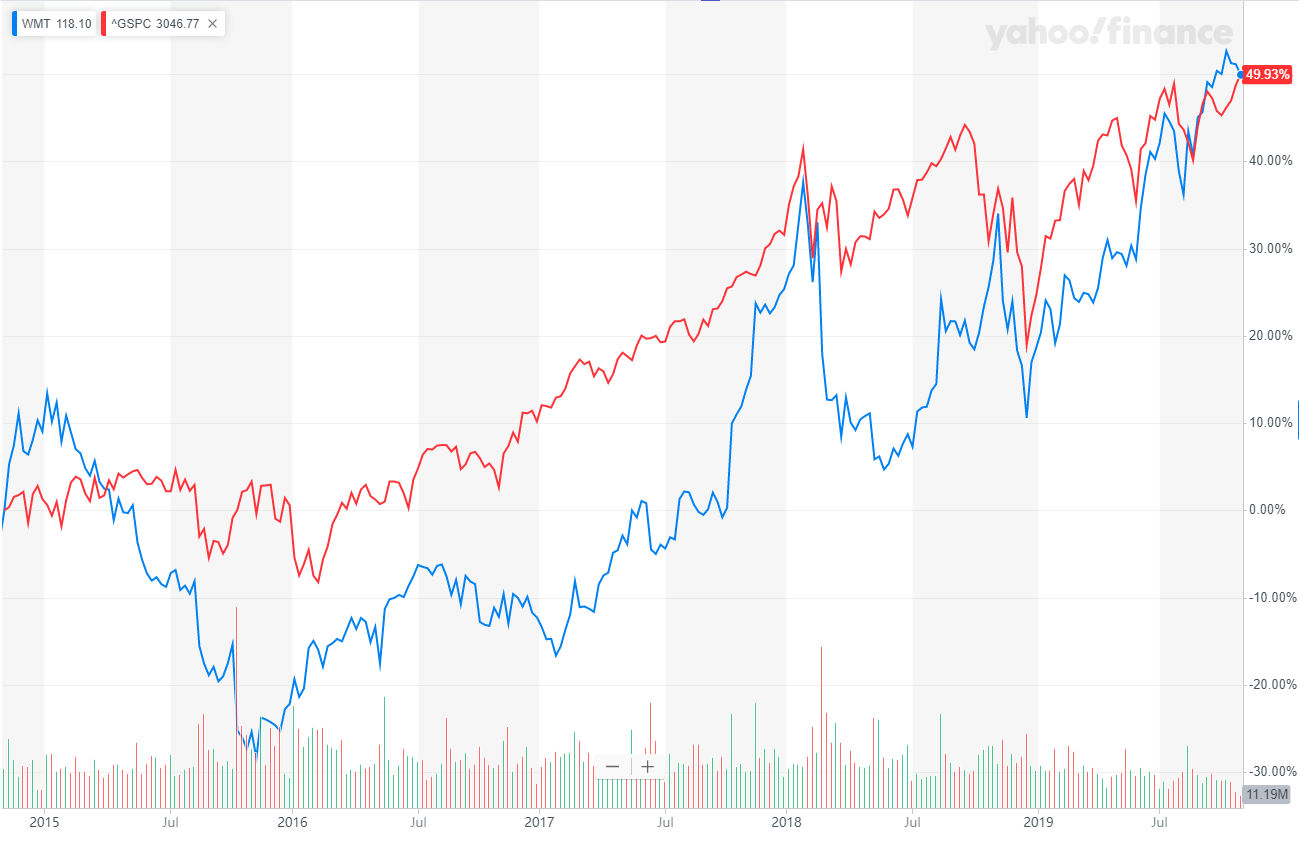 WMT 118.10 ^GSPC 3046.77 ×
yahoo!finance
49.93%
40.00%
30.00%
20.00%
10.00%
0.00%
-10.00%
-20.00%
-30.00%
11.19M
2015 Jul 2016 Jul 2017 Jul 2018 Jul 2019 Jul